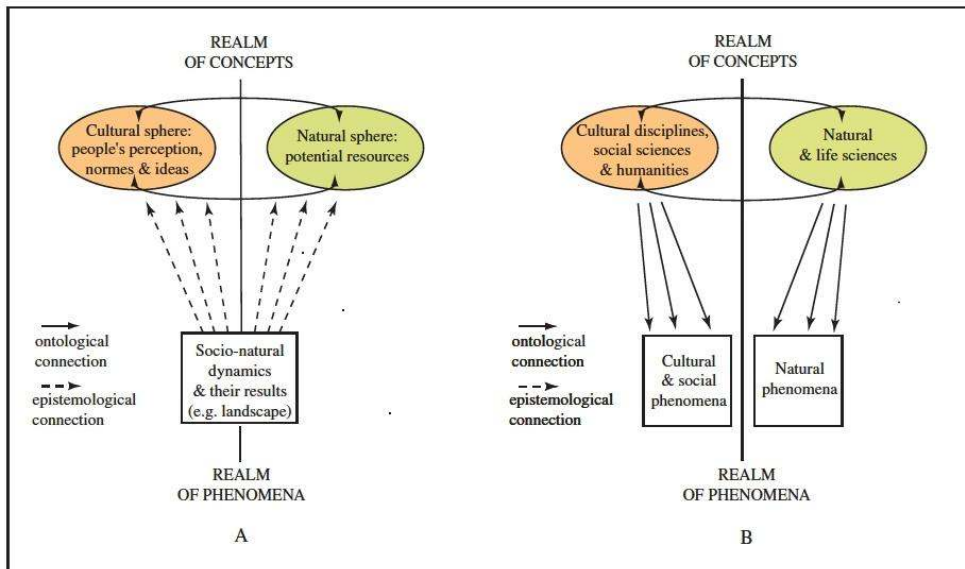 REALM
OF CONCEPTS
Cultural sphere:
people's perception,
normes & ideas
Natural sphere:
potential resources
ontological
connection
epistemological
connection
Socio-natural
dynamics
& their results
(e.g. landscape)
REALM
OF PHENOMENA
A
REALM
OF CONCEPTS
Cultural disciplines,
social sciences
& humanities
Natural
& life sciences
ontological
connection
epistemological
connection
Cultural
& social
phenomena
Natural
phenomena
REALM
OF PHENOMENA
B